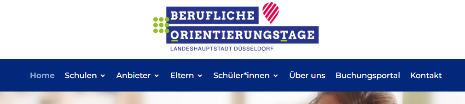 BERUFLICHE
ORIENTIERUNGSTAGE
LANDESHAUPTSTADT DÜSSELDORF
Home Schulen Anbieter Eltern Schüler*innen Über uns Buchungsportal Kontakt